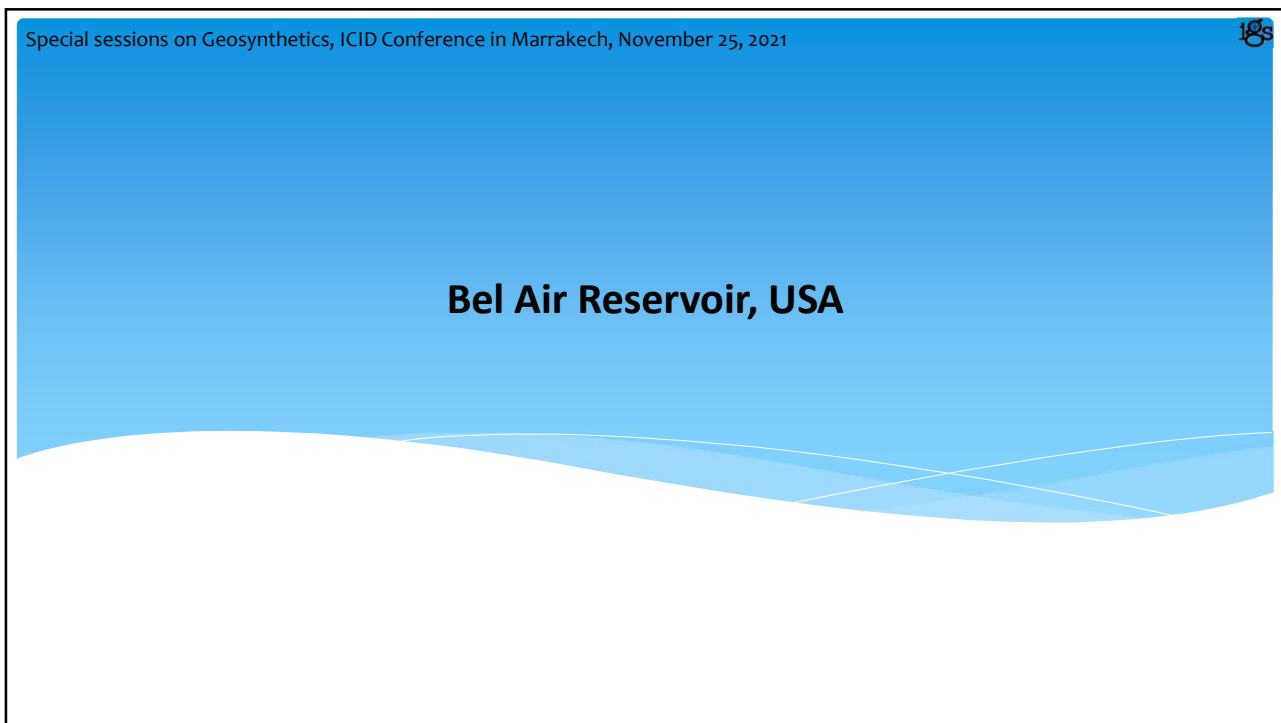 Special sessions on Geosynthetics, ICID Conference in Marrakech, November 25, 2021
igs
Bel Air Reservoir, USA